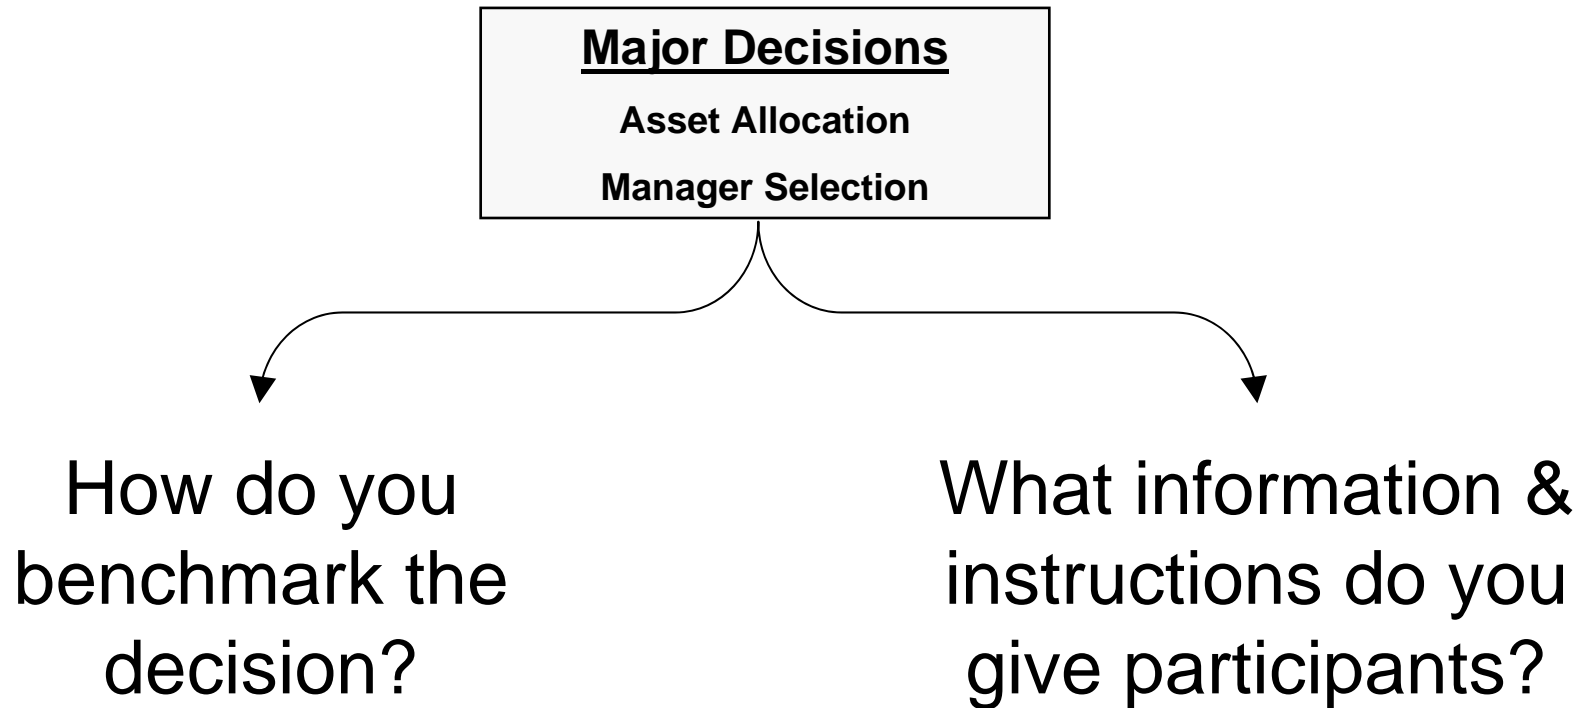 Major Decisions
Asset Allocation
Manager Selection
How do you
benchmark the
decision?
What information &
instructions do you
give participants?